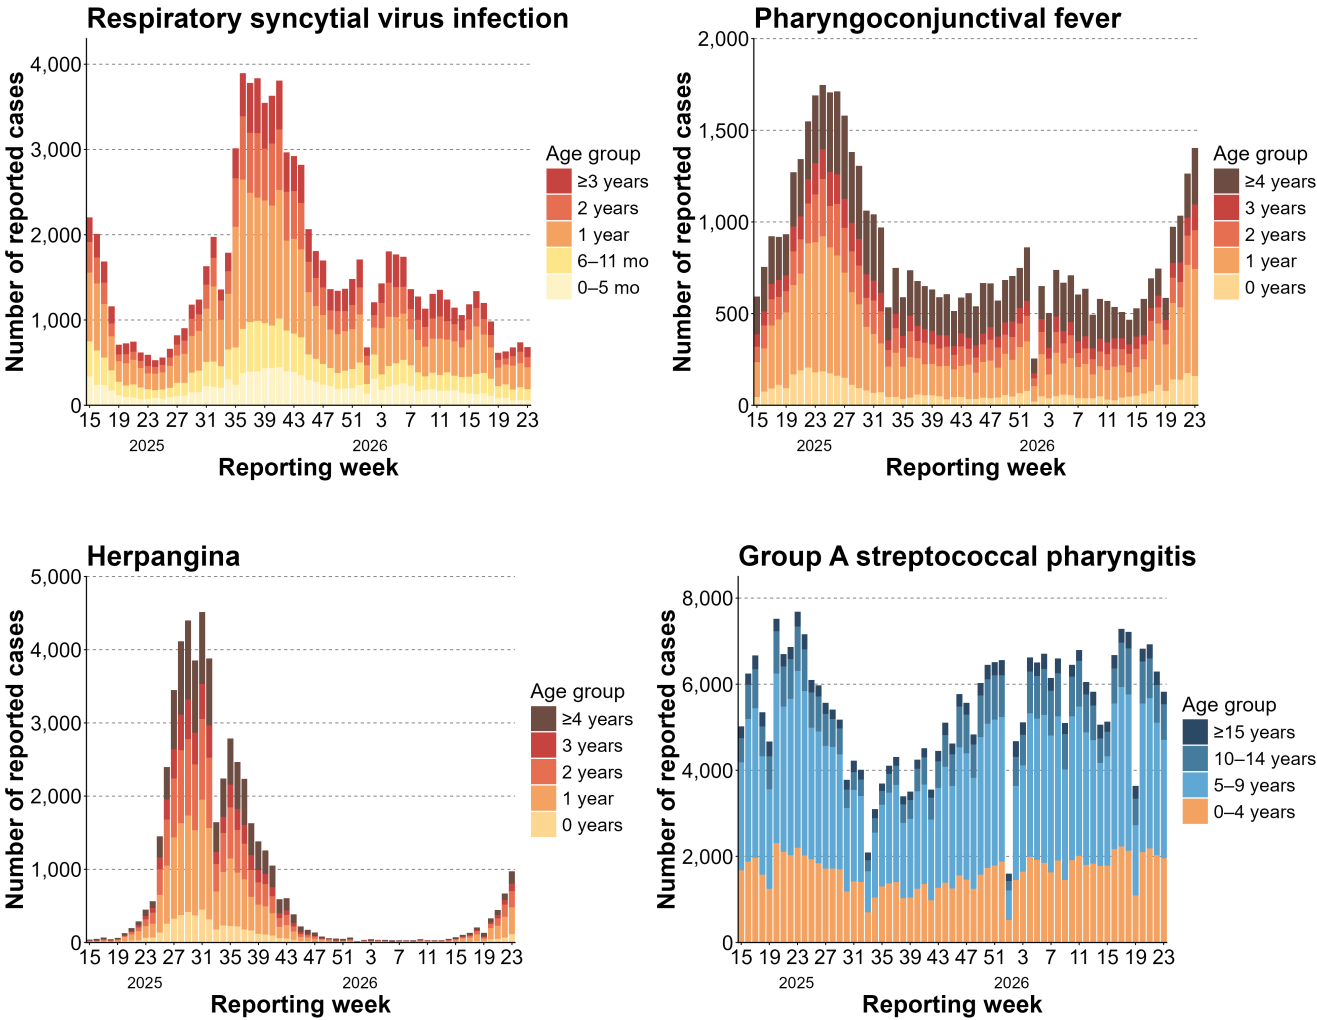 Respiratory syncytial virus infection
Number of reported cases
4,000
3,000
2,000
1,000
0
15 19 23 27 31 35 39 43 47 51 3 7 11 15 19 23
2025 2026
Reporting week
Age group
≥3 years
2 years
1 year
6–11 mo
0–5 mo
Pharyngoconjunctival fever
Number of reported cases
2,000
1,500
1,000
500
0
15 19 23 27 31 35 39 43 47 51 3 7 11 15 19 23
2025 2026
Reporting week
Age group
≥4 years
3 years
2 years
1 year
0 years
Herpangina
Number of reported cases
5,000
4,000
3,000
2,000
1,000
0
15 19 23 27 31 35 39 43 47 51 3 7 11 15 19 23
2025 2026
Reporting week
Age group
≥4 years
3 years
2 years
1 year
0 years
Group A streptococcal pharyngitis
Number of reported cases
8,000
6,000
4,000
2,000
0
15 19 23 27 31 35 39 43 47 51 3 7 11 15 19 23
2025 2026
Reporting week
Age group
≥15 years
10–14 years
5–9 years
0–4 years